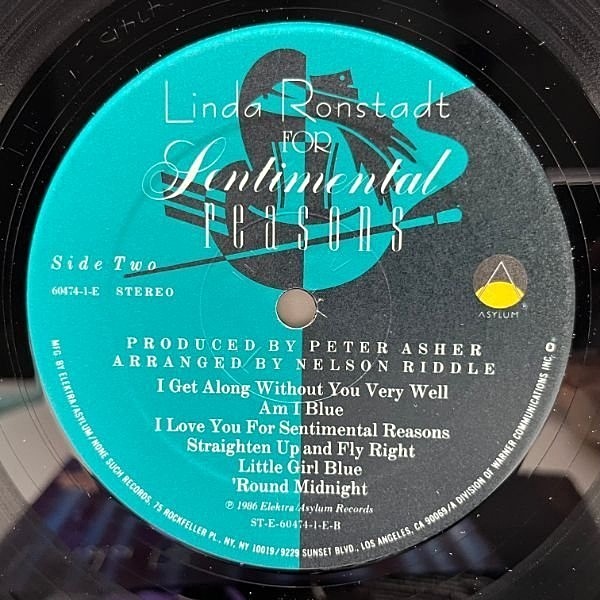 Linda Ronstadt
FOR
Sentimental
reasons
Side Two
60474-1-E STEREO
ASYLUM®
PRODUCED BY PETER ASHER
ARRANGED BY NELSON RIDDLE
I Get Along Without You Very Well
Am I Blue
I Love You For Sentimental Reasons
Straighten Up and Fly Right
Little Girl Blue
'Round Midnight
℗ 1986 Elektra/Asylum Records
ST-E-60474-1-E-B
MFG. BY ELEKTRA/ASYLUM/NONE SUCH RECORDS, 75 ROCKFELLER PL., NY, NY 10019/9229 SUNSET BLVD., LOS ANGELES, CA 90069/A DIVISION OF WARNER COMMUNICATIONS INC.